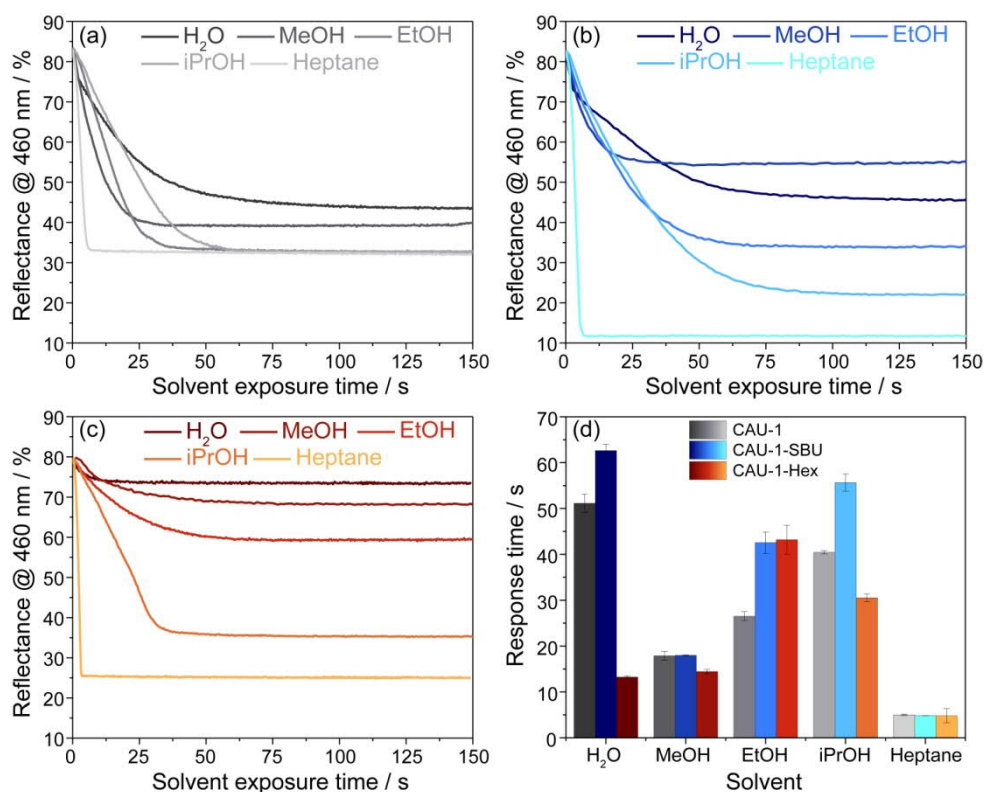 (a)
H₂O MeOH EtOH
iPrOH Heptane
Reflectance @ 460 nm / %
90
80
70
60
50
40
30
20
10
0 25 50 75 100 125 150
Solvent exposure time / s
(b)
H₂O MeOH EtOH
iPrOH Heptane
Reflectance @ 460 nm / %
90
80
70
60
50
40
30
20
10
0 25 50 75 100 125 150
Solvent exposure time / s
(c)
H₂O MeOH EtOH
iPrOH Heptane
Reflectance @ 460 nm / %
90
80
70
60
50
40
30
20
10
0 25 50 75 100 125 150
Solvent exposure time / s
(d)
CAU-1
CAU-1-SBU
CAU-1-Hex
Response time / s
70
60
50
40
30
20
10
0
H₂O MeOH EtOH iPrOH Heptane
Solvent